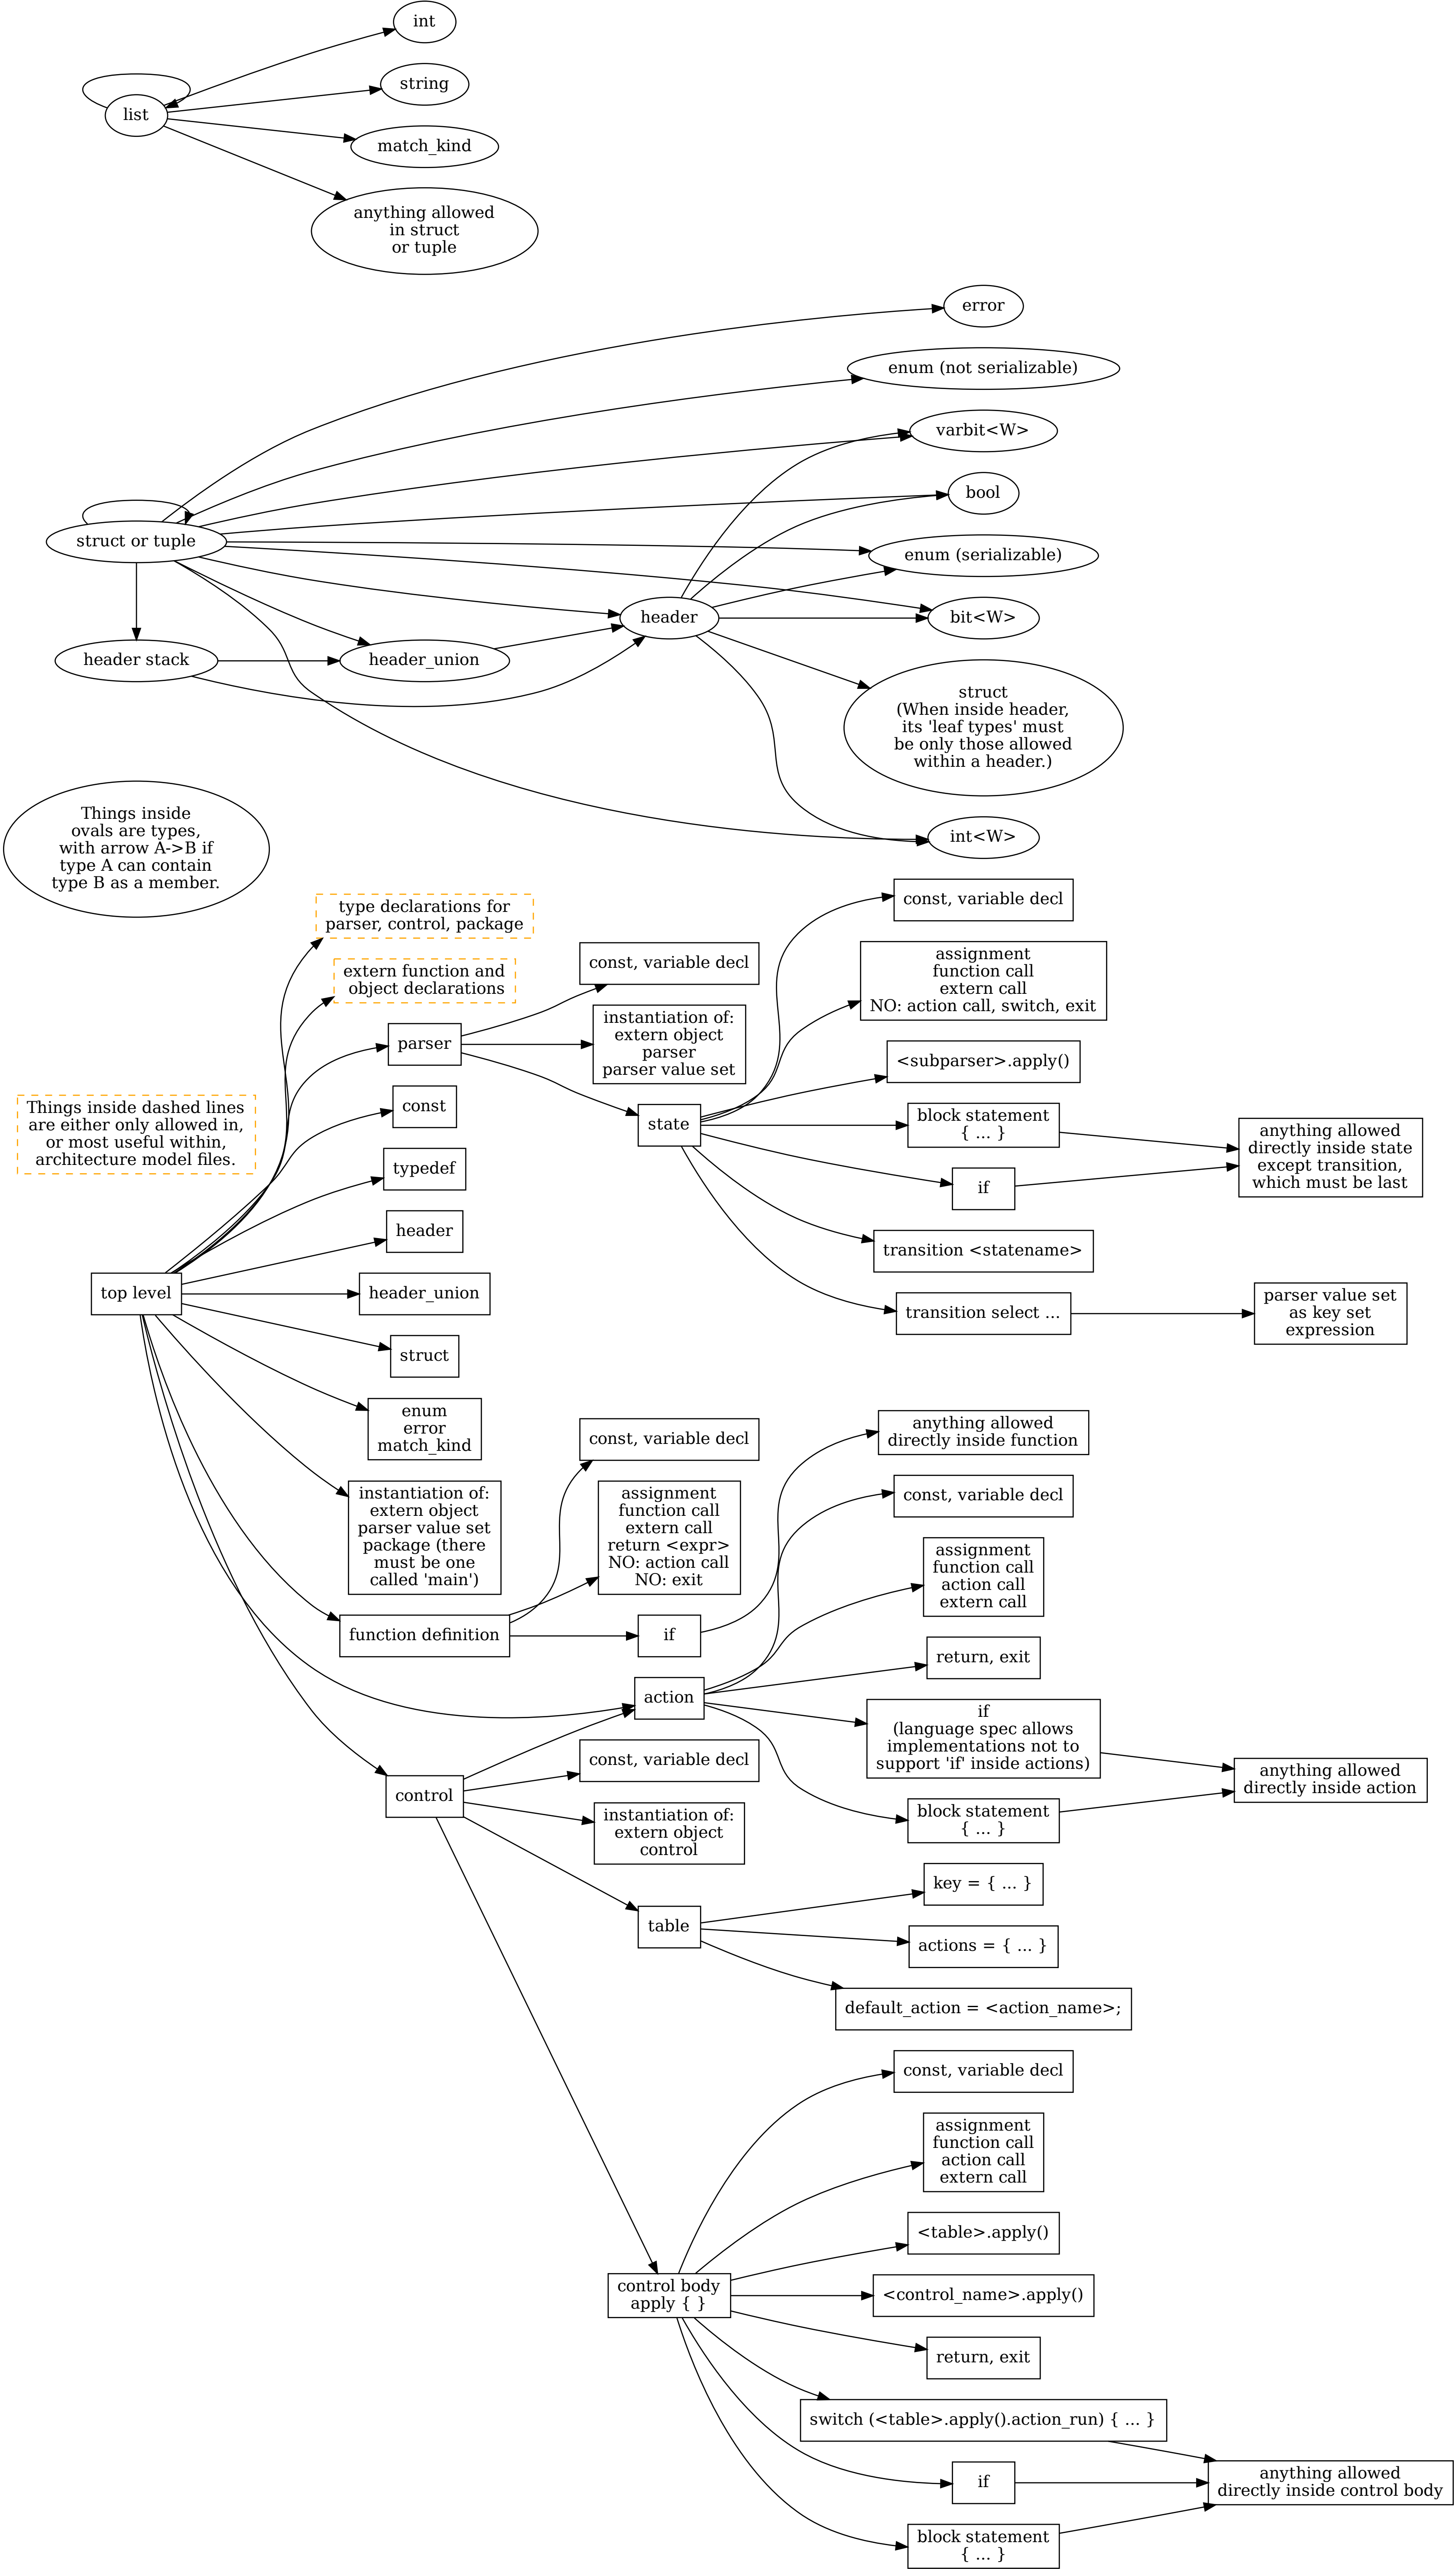 int
string
list
match_kind
anything allowed
in struct
or tuple
error
enum (not serializable)
varbit<W>
bool
struct or tuple
enum (serializable)
header
bit<W>
header stack
header_union
struct
(When inside header,
its 'leaf types' must
be only those allowed
within a header.)
int<W>
Things inside
ovals are types,
with arrow A->B if
type A can contain
type B as a member.
type declarations for
parser, control, package
extern function and
object declarations
Things inside dashed lines
are either only allowed in,
or most useful within,
architecture model files.
top level
parser
const
typedef
header
header_union
struct
enum
error
match_kind
instantiation of:
extern object
parser value set
package (there
must be one
called 'main')
function definition
control
const, variable decl
instantiation of:
extern object
parser
parser value set
state
const, variable decl
assignment
function call
extern call
NO: action call, switch, exit
<subparser>.apply()
block statement
{ ... }
if
anything allowed
directly inside state
except transition,
which must be last
transition <statename>
transition select ...
parser value set
as key set
expression
const, variable decl
assignment
function call
extern call
return <expr>
NO: action call
NO: exit
if
anything allowed
directly inside function
action
const, variable decl
assignment
function call
action call
extern call
return, exit
if
(language spec allows
implementations not to
support 'if' inside actions)
block statement
{ ... }
anything allowed
directly inside action
const, variable decl
instantiation of:
extern object
control
table
key = { ... }
actions = { ... }
default_action = <action_name>;
control body
apply { }
const, variable decl
assignment
function call
action call
extern call
<table>.apply()
<control_name>.apply()
return, exit
switch (<table>.apply().action_run) { ... }
if
block statement
{ ... }
anything allowed
directly inside control body